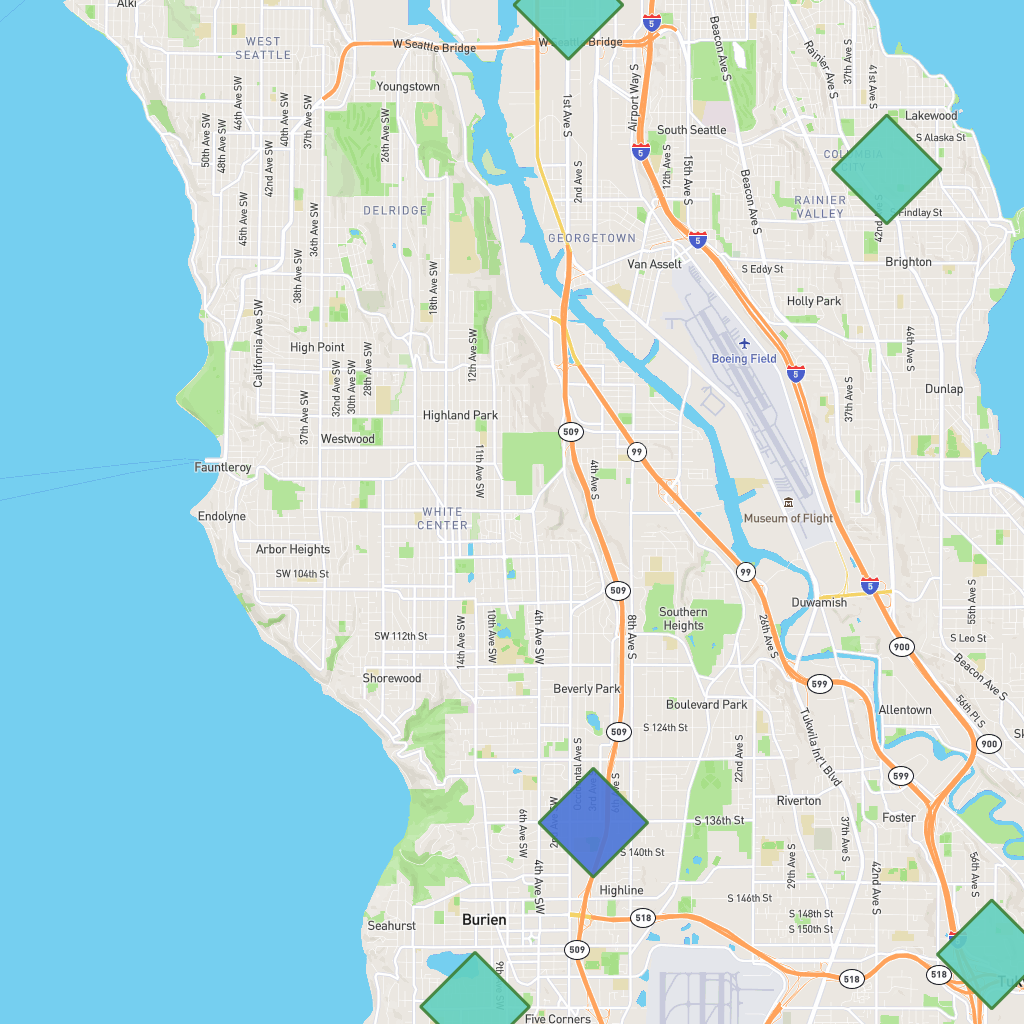 Alki
WEST
SEATTLE
W Seattle Bridge
5
Beacon Ave S
Rainier Ave S
37th Ave S
41st Ave S
Youngstown
46th Ave SW
40th Ave SW
37th Ave SW
50th Ave SW
48th Ave SW
42nd Ave SW
26th Ave SW
1st Ave S
Airport Way S
South Seattle
Lakewood
S Alaska St
5
2nd Ave S
12th Ave S
15th Ave S
Beacon Ave S
DELRIDGE
45th Ave SW
36th Ave SW
RAINIER
VALLEY
Findlay St
GEORGETOWN
5
38th Ave SW
18th Ave SW
Van Asselt
S Eddy St
Brighton
Holly Park
California Ave SW
High Point
12th Ave SW
46th Ave S
Boeing Field
5
32nd Ave SW
30th Ave SW
28th Ave SW
37th Ave SW
37th Ave S
Dunlap
Highland Park
Westwood
509
99
Fauntleroy
11th Ave SW
4th Ave S
Endolyne
WHITE
CENTER
Museum of Flight
Arbor Heights
SW 104th St
99
5
509
Duwamish
55th Ave S
Southern
Heights
14th Ave SW
10th Ave SW
4th Ave SW
8th Ave S
26th Ave S
SW 112th St
S Leo St
900
Beacon Ave S
Shorewood
Beverly Park
599
56th Pl S
Boulevard Park
Allentown
S 124th St
Tukwila Int'l Blvd
509
900
22nd Ave S
599
Riverton
Foster
S 136th St
6th Ave SW
37th Ave S
S 140th St
4th Ave SW
29th Ave S
42nd Ave S
56th Ave S
Highline
S 146th St
Burien
518
S 148th St
S 150th St
Seahurst
509
518
518
Five Corners